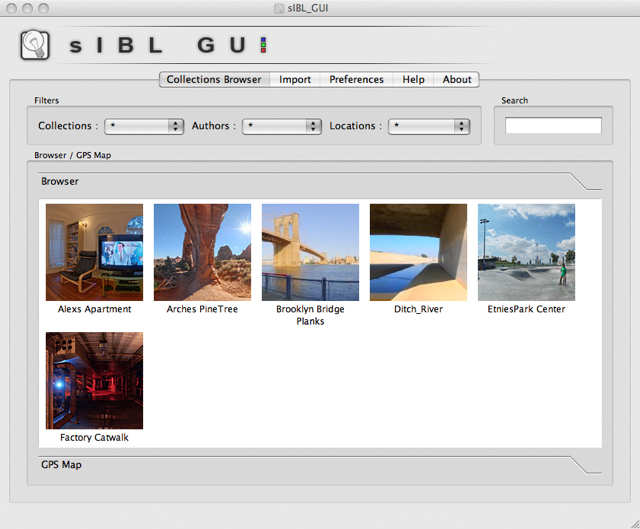 sIBL_GUI
sIBL GUI
Collections Browser Import Preferences Help About
Filters
Search
Collections : * Authors : * Locations : *
Browser / GPS Map
Browser
Alexs Apartment
Arches PineTree
Brooklyn Bridge
Planks
Ditch_River
EtniesPark Center
Factory Catwalk
GPS Map